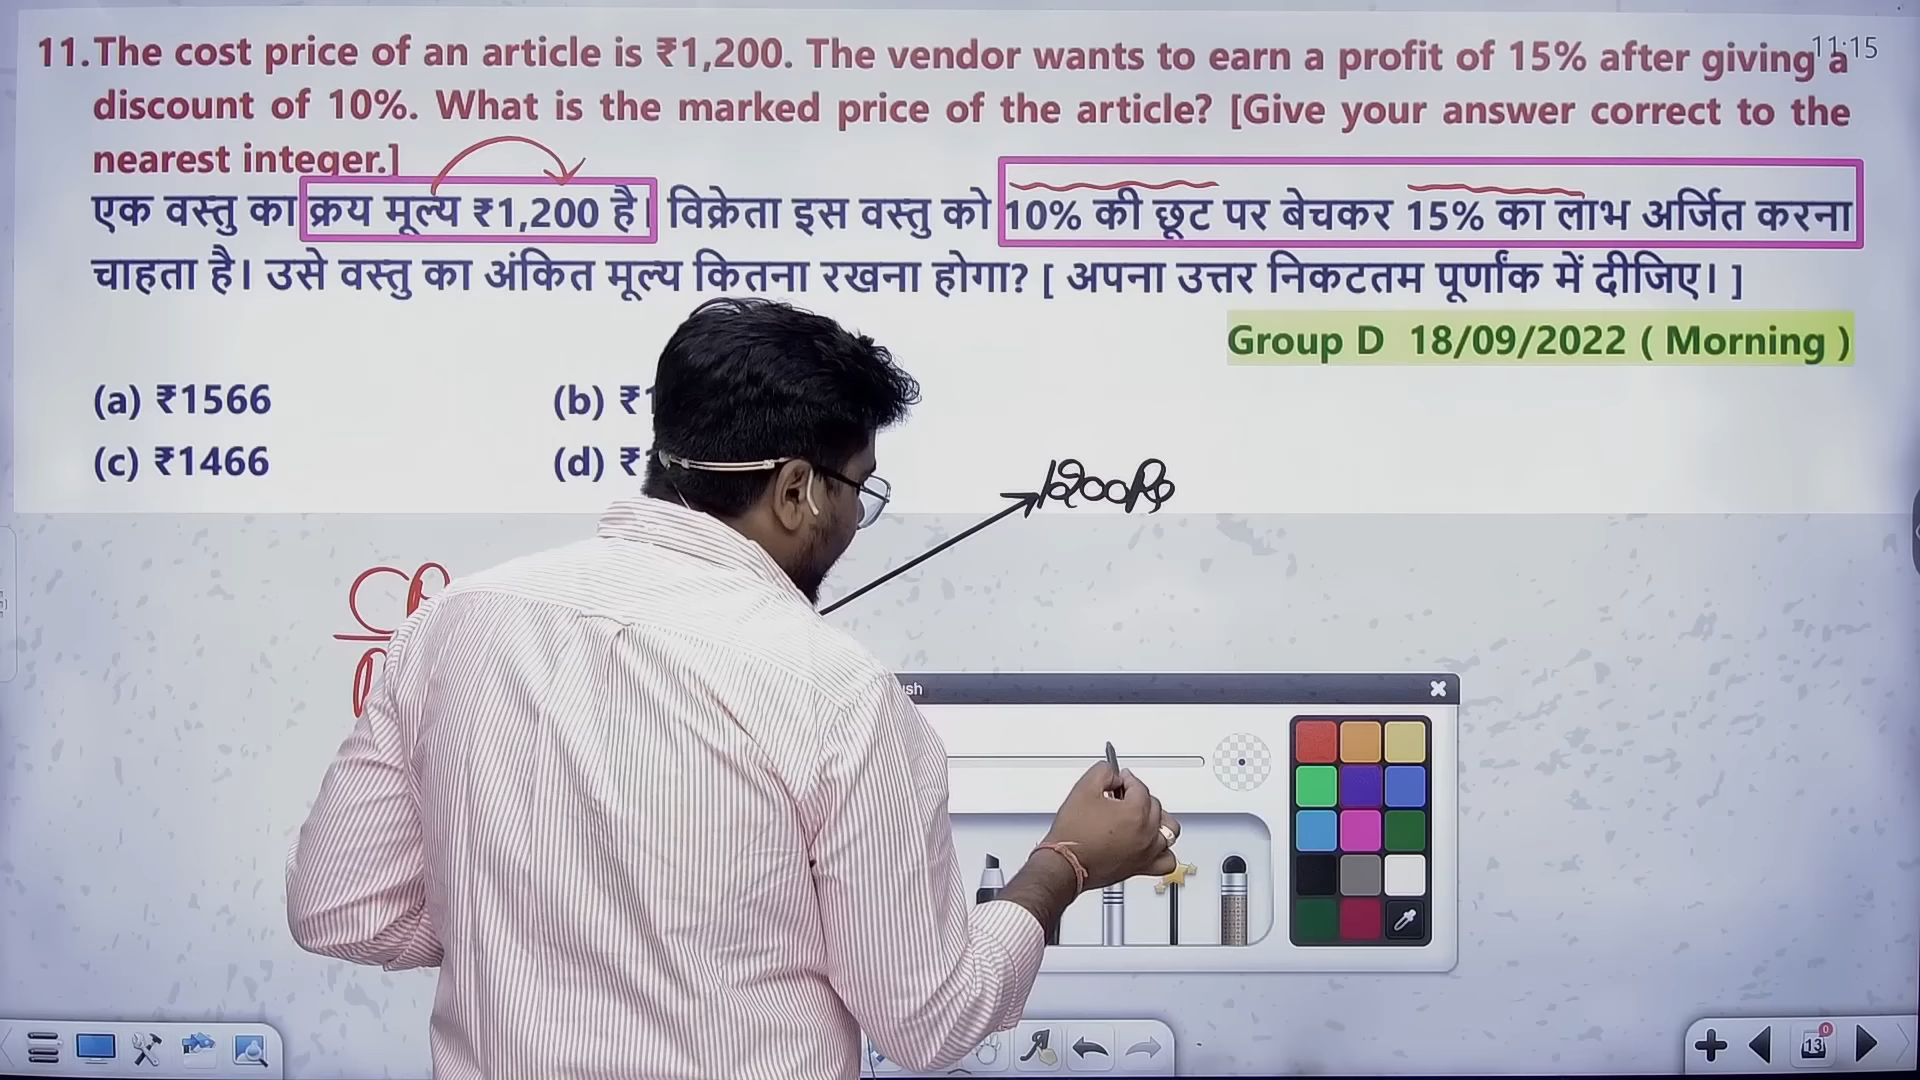 11:15
11. The cost price of an article is ₹1,200. The vendor wants to earn a profit of 15% after giving a
discount of 10%. What is the marked price of the article? [Give your answer correct to the
nearest integer.]
एक वस्तु का क्रय मूल्य ₹1,200 है। विक्रेता इस वस्तु को 10% की छूट पर बेचकर 15% का लाभ अर्जित करना
चाहता है। उसे वस्तु का अंकित मूल्य कितना रखना होगा? [ अपना उत्तर निकटतम पूर्णांक में दीजिए। ]
Group D 18/09/2022 ( Morning )
(a) ₹1566 (b) ₹1
(c) ₹1466 (d) ₹
1200
13
0